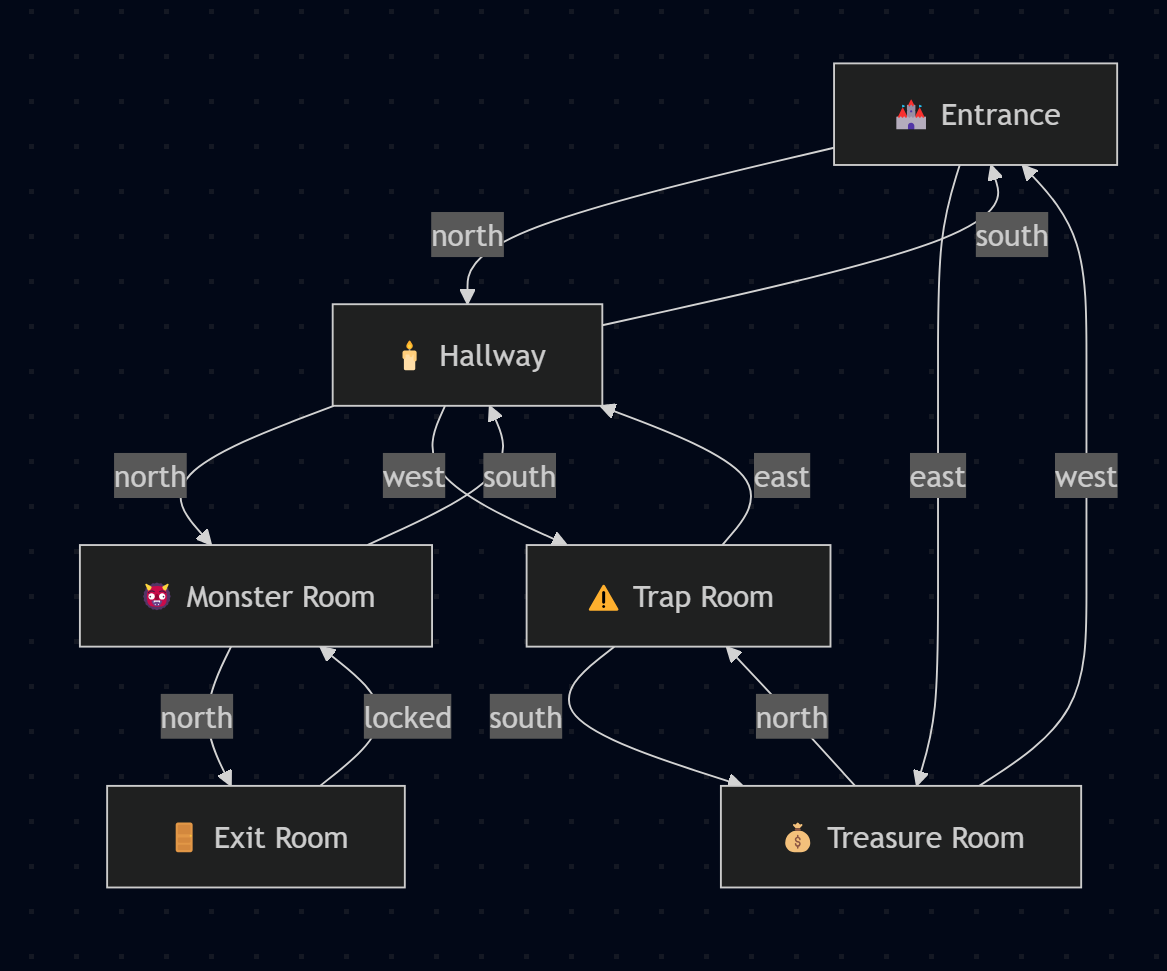 Entrance
north
south
Hallway
north
west
south
east
east
west
Monster Room
Trap Room
north
locked
south
north
Exit Room
Treasure Room